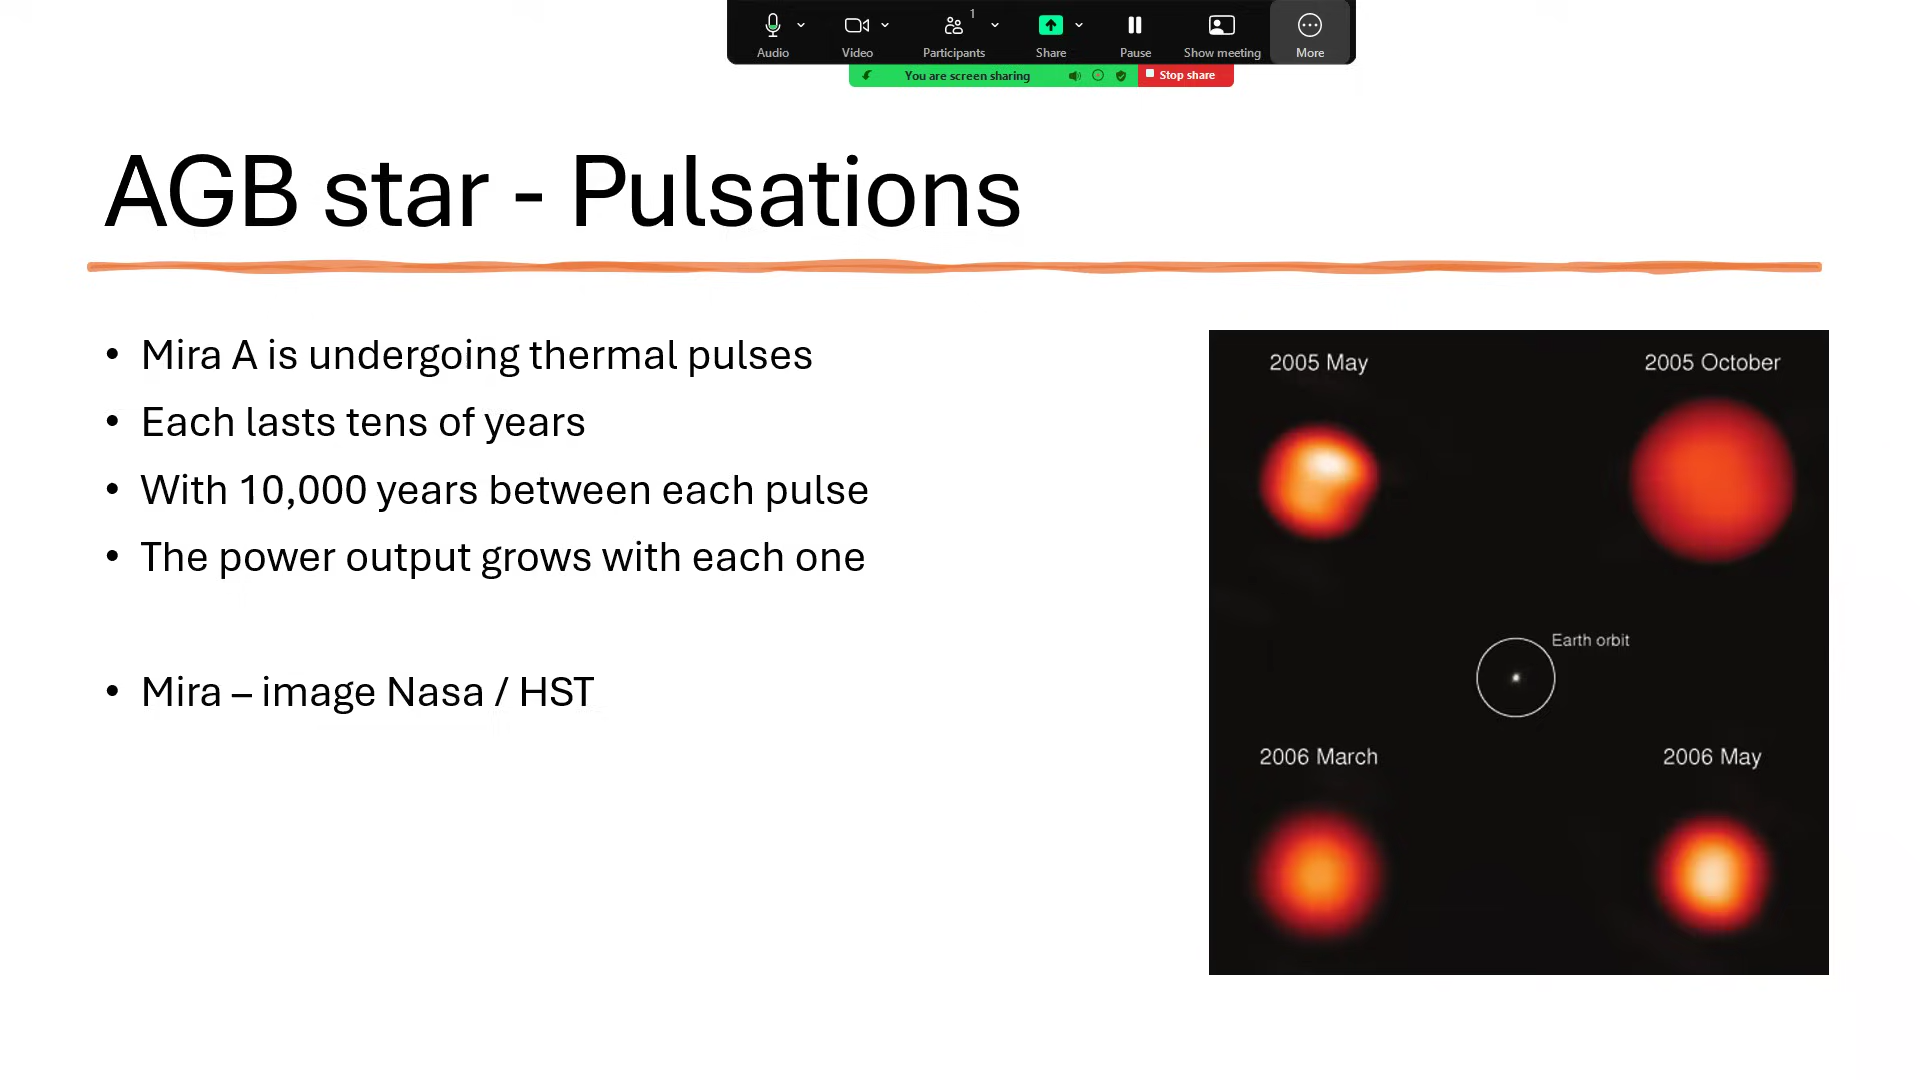 1
Audio Video Participants Share Pause Show meeting More
You are screen sharing Stop share
AGB star - Pulsations
• Mira A is undergoing thermal pulses
• Each lasts tens of years
• With 10,000 years between each pulse
• The power output grows with each one
• Mira – image Nasa / HST
2005 May 2005 October
Earth orbit
2006 March 2006 May